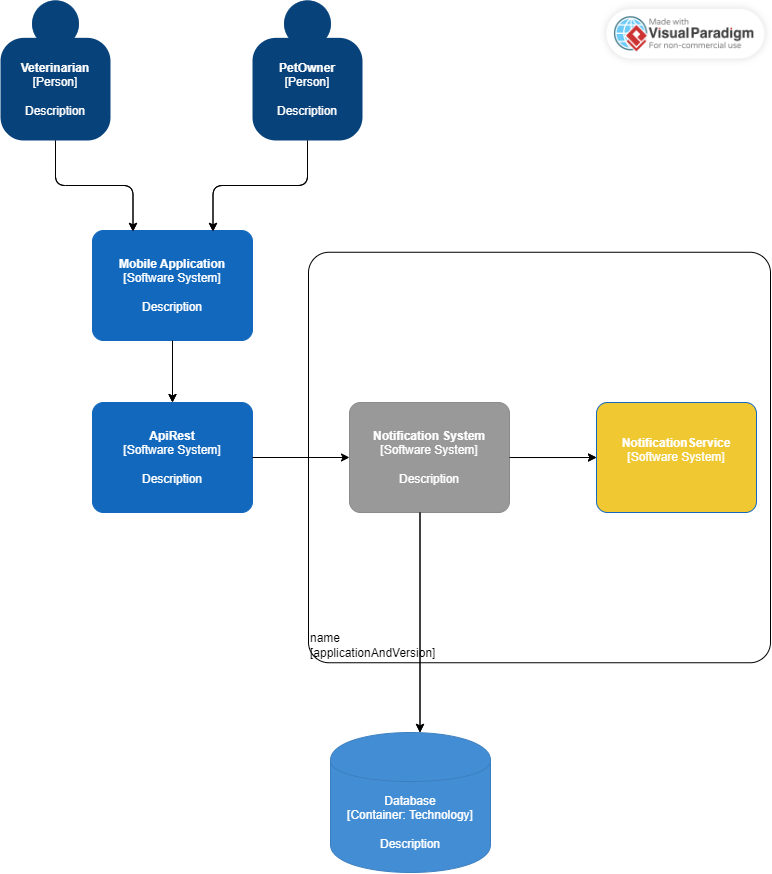 Made with
Visual Paradigm
For non-commercial use
Veterinarian
[Person]
Description
PetOwner
[Person]
Description
Mobile Application
[Software System]
Description
ApiRest
[Software System]
Description
Notification System
[Software System]
Description
NotificationService
[Software System]
name
[applicationAndVersion]
Database
[Container: Technology]
Description